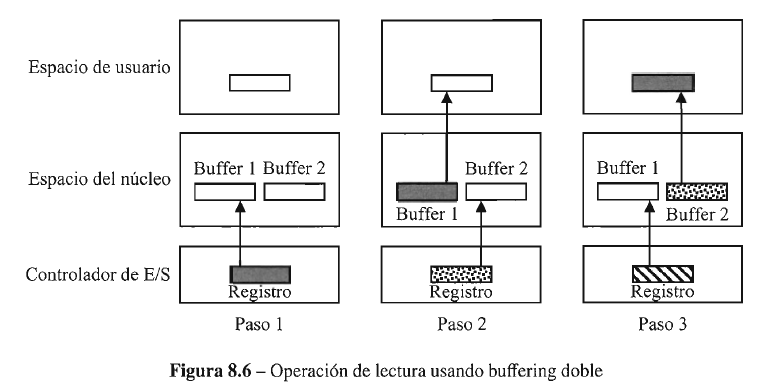 Espacio de usuario
Espacio del núcleo
Buffer 1 Buffer 2
Buffer 2
Buffer 1
Buffer 1
Buffer 2
Controlador de E/S
Registro
Registro
Registro
Paso 1
Paso 2
Paso 3
Figura 8.6 – Operación de lectura usando buffering doble